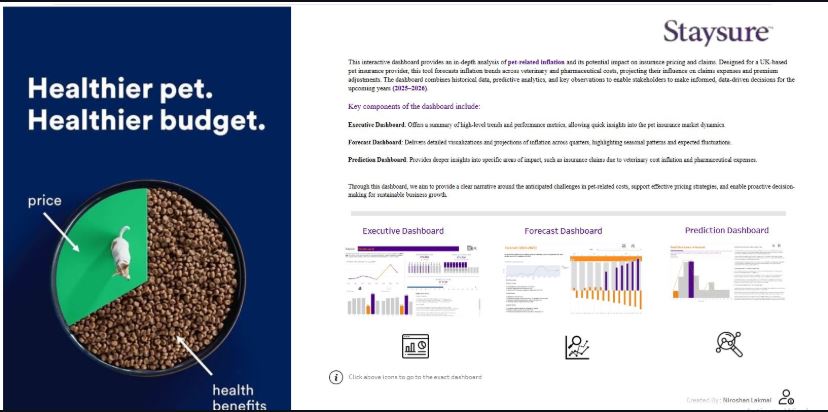 Healthier pet.
Healthier budget.
price
health
benefits
Staysure™
This interactive dashboard provides an in-depth analysis of pet-related inflation and its potential impact on insurance pricing and claims. Designed for a UK-based
pet insurance provider, this tool forecasts inflation trends across veterinary and pharmaceutical costs, projecting their influence on claims expenses and premium
adjustments. The dashboard combines historical data, predictive analytics, and key observations to enable stakeholders to make informed, data-driven decisions for the
upcoming years (2025–2026).
Key components of the dashboard include:
Executive Dashboard: Offers a summary of high-level trends and performance metrics, allowing quick insights into the pet insurance market dynamics.
Forecast Dashboard: Delivers detailed visualizations and projections of inflation across quarters, highlighting seasonal patterns and expected fluctuations.
Prediction Dashboard: Provides deeper insights into specific areas of impact, such as insurance claims due to veterinary cost inflation and pharmaceutical expenses.
Through this dashboard, we aim to provide a clear narrative around the anticipated challenges in pet-related costs, support effective pricing strategies, and enable proactive decision-
making for sustainable business growth.
Executive Dashboard
Forecast Dashboard
Prediction Dashboard
Click above icons to go to the exact dashboard
Created By : Niroshan Lakmal